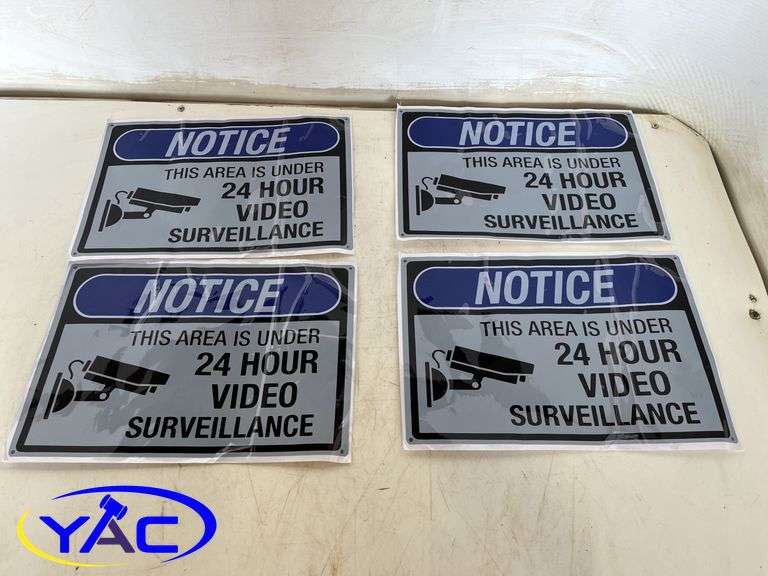 NOTICE
THIS AREA IS UNDER
24 HOUR
VIDEO
SURVEILLANCE
NOTICE
THIS AREA IS UNDER
24 HOUR
VIDEO
SURVEILLANCE
NOTICE
THIS AREA IS UNDER
24 HOUR
VIDEO
SURVEILLANCE
NOTICE
THIS AREA IS UNDER
24 HOUR
VIDEO
SURVEILLANCE
YAC